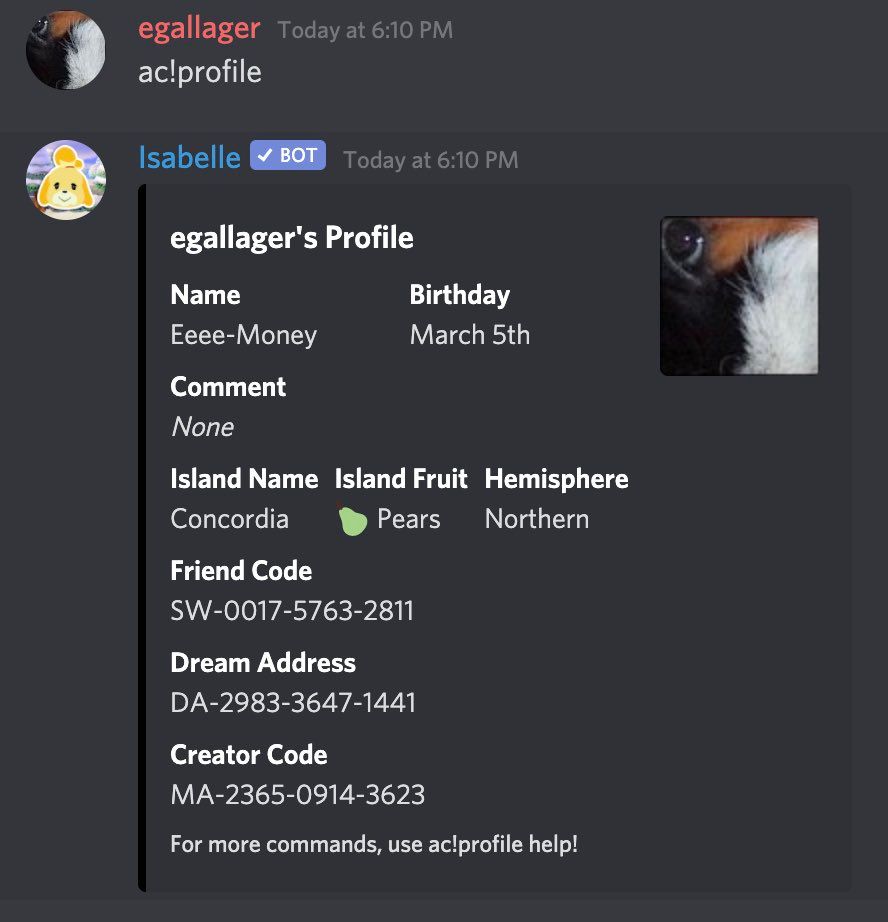 egallager Today at 6:10 PM
ac!profile
Isabelle BOT Today at 6:10 PM
egallager's Profile
Name Birthday
Eeee-Money March 5th
Comment
None
Island Name Island Fruit Hemisphere
Concordia Pears Northern
Friend Code
SW-0017-5763-2811
Dream Address
DA-2983-3647-1441
Creator Code
MA-2365-0914-3623
For more commands, use ac!profile help!